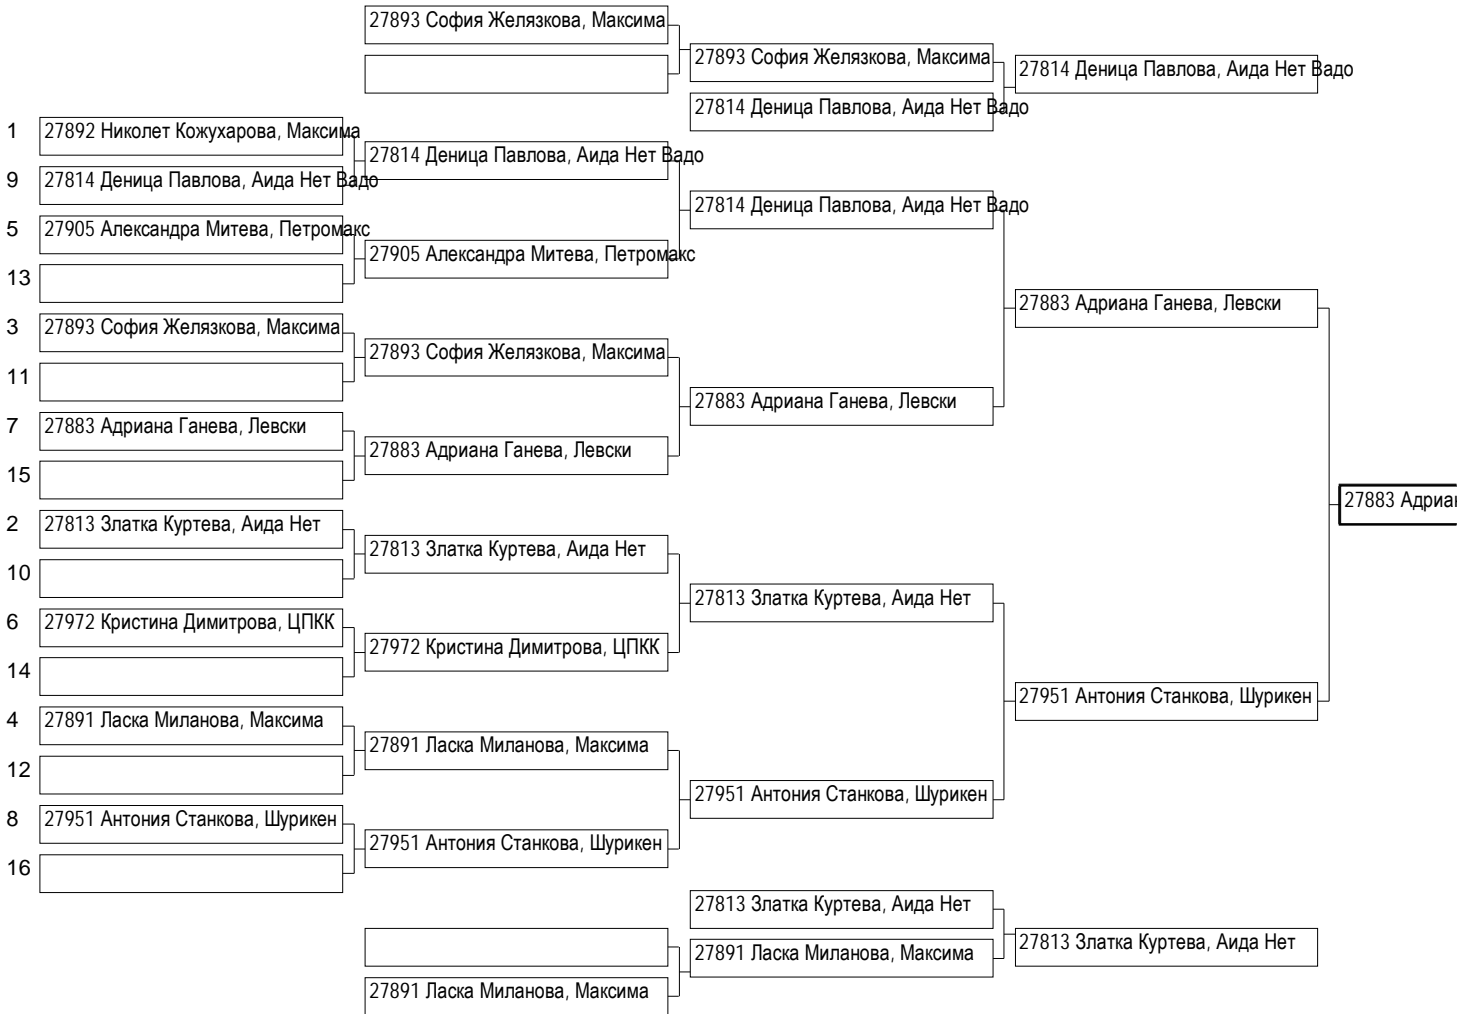 27893 София Желязкова, Максима
27893 София Желязкова, Максима
27814 Деница Павлова, Аида Нет Вадо
27814 Деница Павлова, Аида Нет Вадо
1 27892 Николет Кожухарова, Максима
27814 Деница Павлова, Аида Нет Вадо
9 27814 Деница Павлова, Аида Нет Вадо
27814 Деница Павлова, Аида Нет Вадо
5 27905 Александра Митева, Петромакс
27905 Александра Митева, Петромакс
13
27883 Адриана Ганева, Левски
3 27893 София Желязкова, Максима
27893 София Желязкова, Максима
11
27883 Адриана Ганева, Левски
7 27883 Адриана Ганева, Левски
27883 Адриана Ганева, Левски
15
27883 Адриан
2 27813 Златка Куртева, Аида Нет
27813 Златка Куртева, Аида Нет
10
27813 Златка Куртева, Аида Нет
6 27972 Кристина Димитрова, ЦПКК
27972 Кристина Димитрова, ЦПКК
14
27951 Антония Станкова, Шурикен
4 27891 Ласка Миланова, Максима
27891 Ласка Миланова, Максима
12
27951 Антония Станкова, Шурикен
8 27951 Антония Станкова, Шурикен
27951 Антония Станкова, Шурикен
16
27813 Златка Куртева, Аида Нет
27813 Златка Куртева, Аида Нет
27891 Ласка Миланова, Максима
27891 Ласка Миланова, Максима